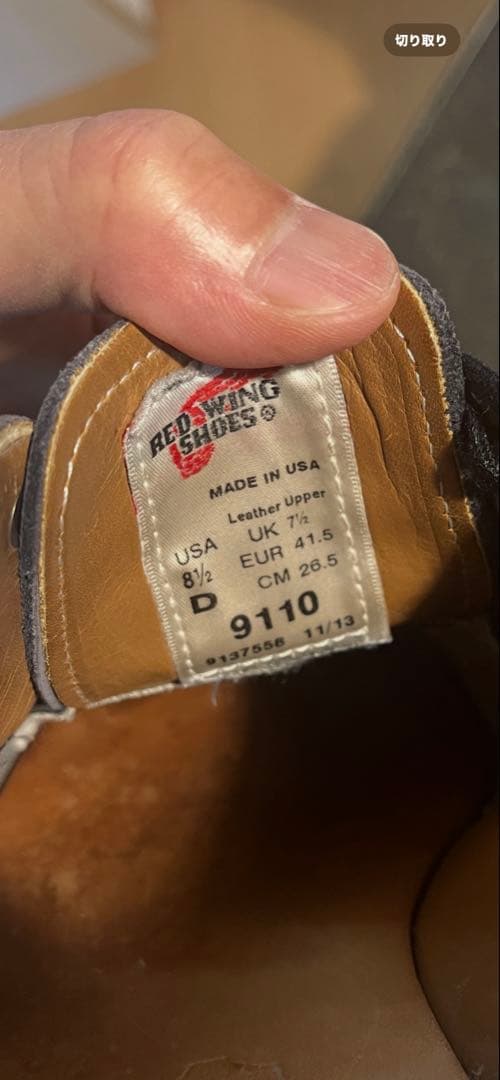 切り取り
RED WING
SHOES®
MADE IN USA
Leather Upper
USA UK 7½
8½ EUR 41.5
D CM 26.5
9110
9137556 11/13